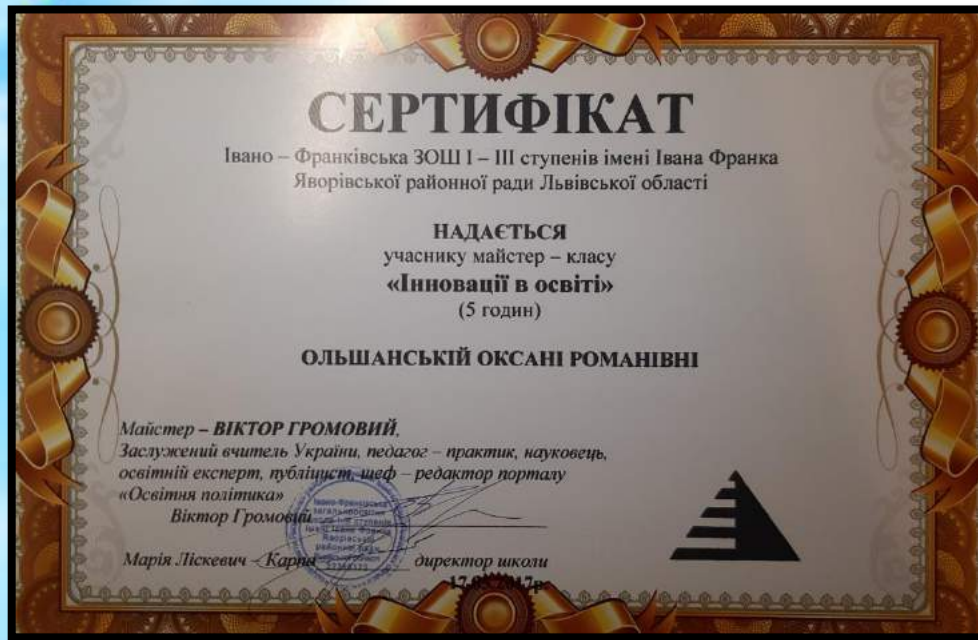 СЕРТИФІКАТ
Івано – Франківська ЗОШ І – ІІІ ступенів імені Івана Франка
Яворівської районної ради Львівської області
НАДАЄТЬСЯ
учаснику майстер – класу
«Інновації в освіті»
(5 годин)
ОЛЬШАНСЬКІЙ ОКСАНІ РОМАНІВНІ
Майстер – ВІКТОР ГРОМОВИЙ,
Заслужений вчитель України, педагог – практик, науковець,
освітній експерт, публіцист, шеф – редактор порталу
«Освітня політика»
Віктор Громовий
Марія Ліскевич – директор школи
2017р.